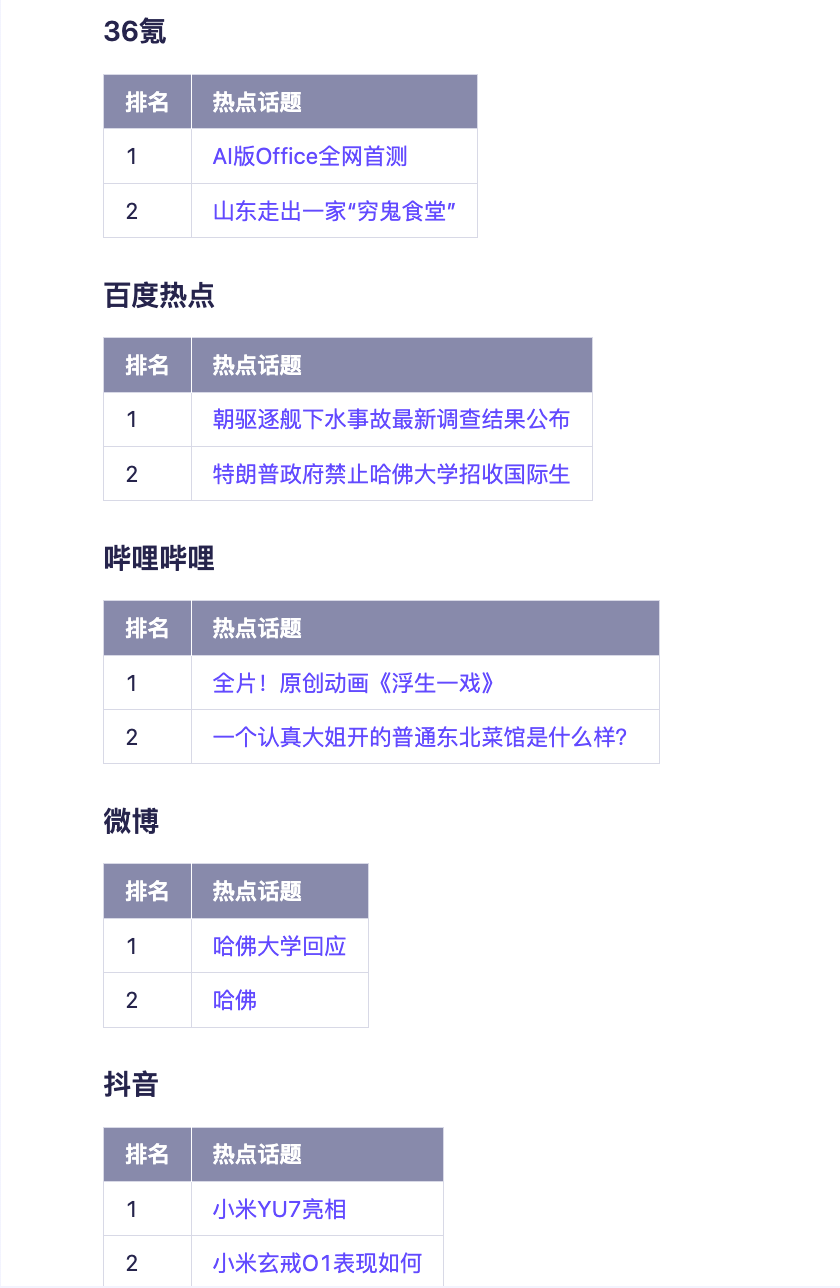 36氪
排名 热点话题
1 AI版Office全网首测
2 山东走出一家“穷鬼食堂”
百度热点
排名 热点话题
1 朝驱逐舰下水事故最新调查结果公布
2 特朗普政府禁止哈佛大学招收国际生
哔哩哔哩
排名 热点话题
1 全片！原创动画《浮生一戏》
2 一个认真大姐开的普通东北菜馆是什么样?
微博
排名 热点话题
1 哈佛大学回应
2 哈佛
抖音
排名 热点话题
1 小米YU7亮相
2 小米玄戒O1表现如何